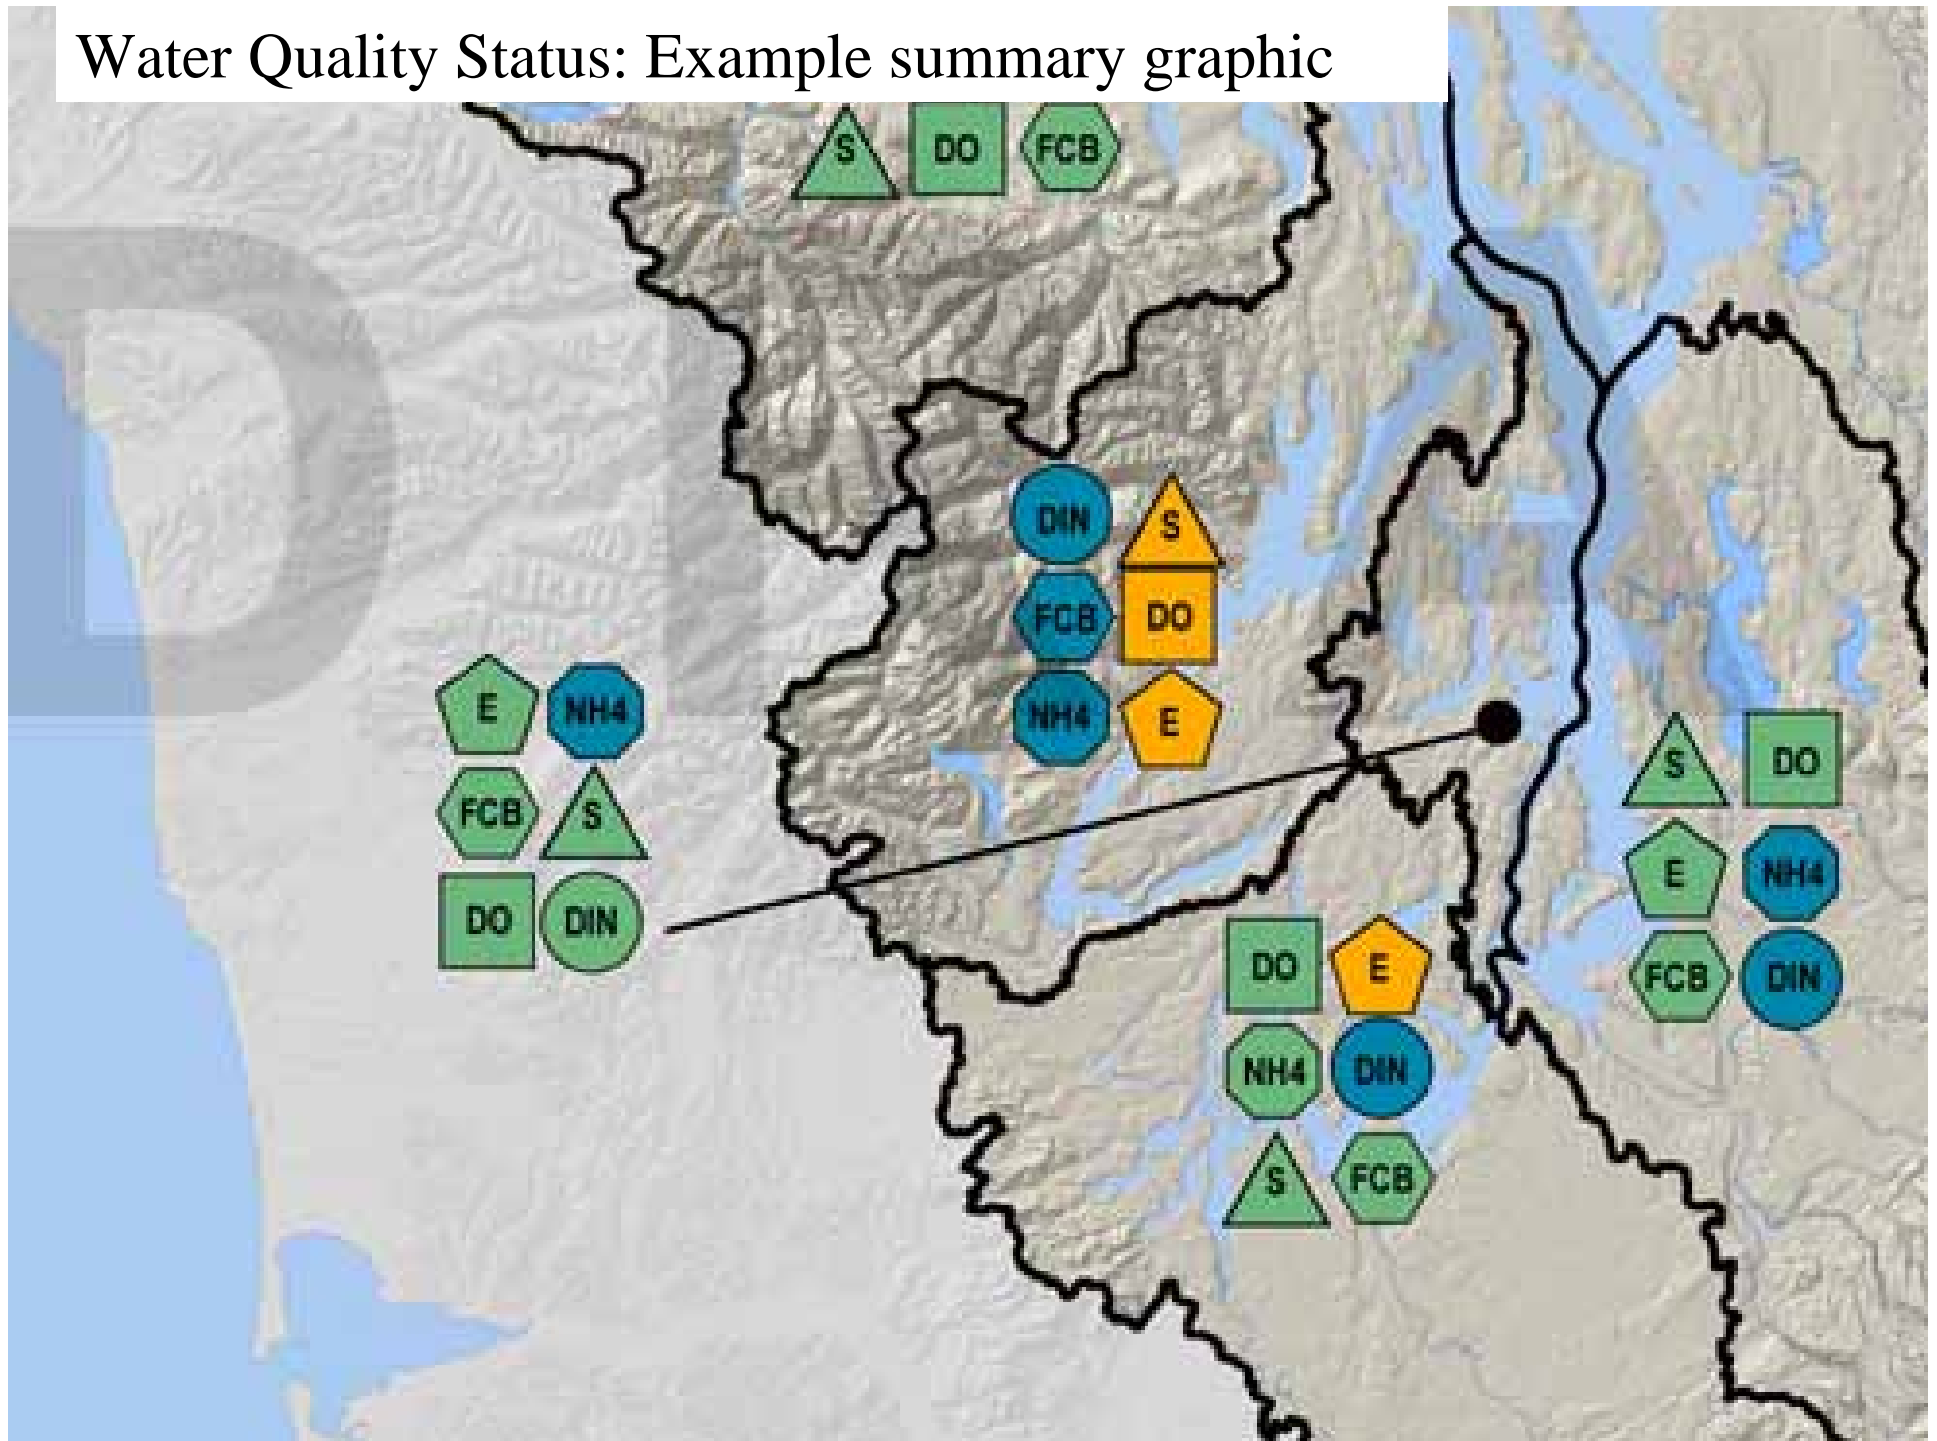 Water Quality Status: Example summary graphic
S DO FCB
DIN S
FCB DO
NH4 E
E NH4
FCB S
DO DIN
S DO
E NH4
FCB DIN
DO E
NH4 DIN
S FCB